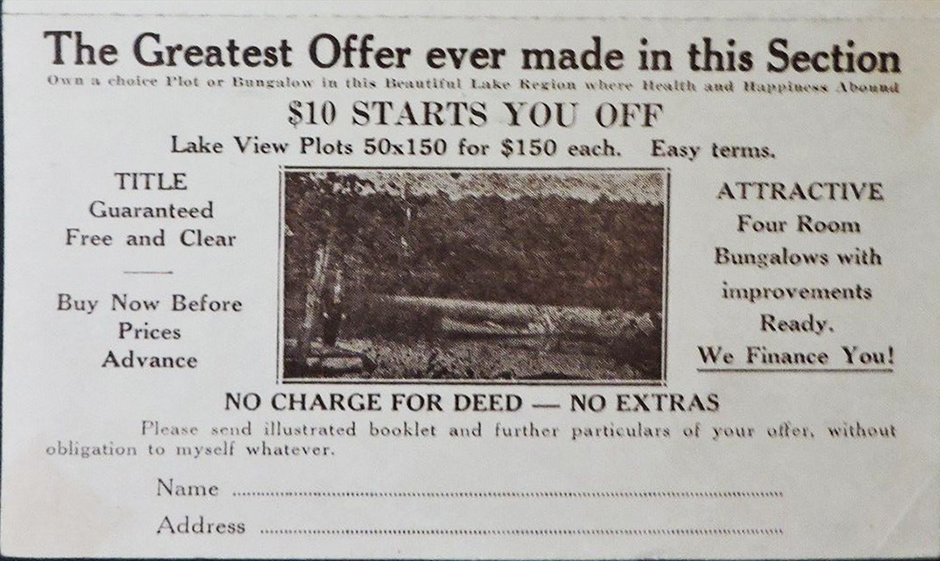 The Greatest Offer ever made in this Section
Own a choice Plot or Bungalow in this Beautiful Lake Region where Health and Happiness Abound
$10 STARTS YOU OFF
Lake View Plots 50x150 for $150 each. Easy terms.
TITLE
Guaranteed
Free and Clear
Buy Now Before
Prices
Advance
ATTRACTIVE
Four Room
Bungalows with
improvements
Ready.
We Finance You!
NO CHARGE FOR DEED — NO EXTRAS
Please send illustrated booklet and further particulars of your offer, without
obligation to myself whatever.
Name
Address